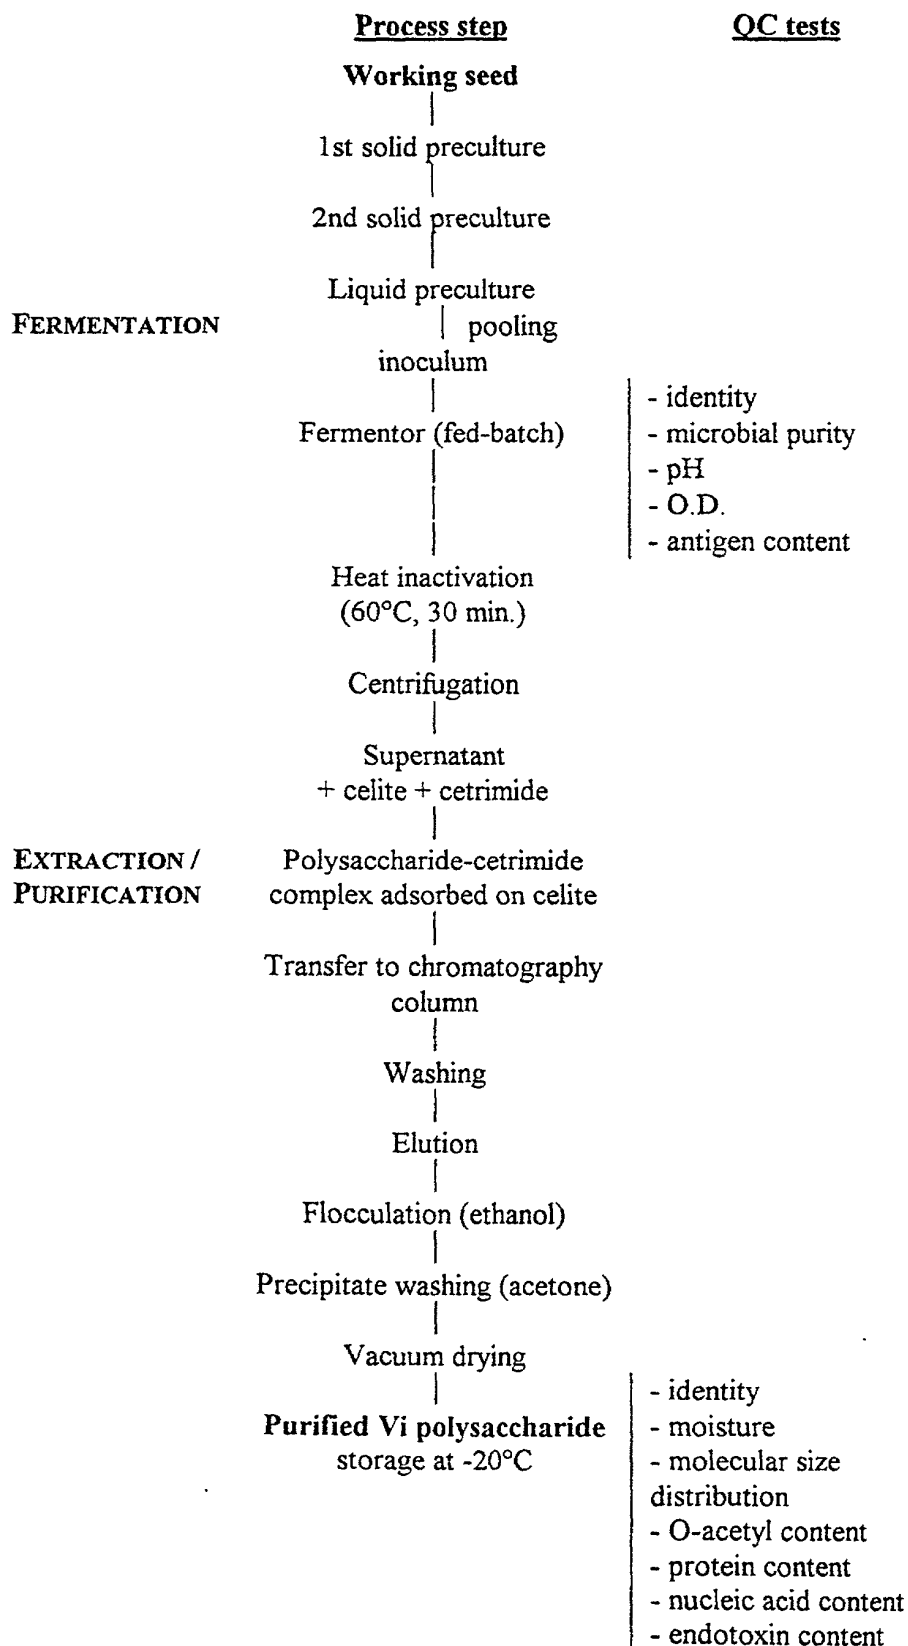 Process step QC tests
Working seed
1st solid preculture
2nd solid preculture
Liquid preculture
FERMENTATION pooling
inoculum
- identity
Fermentor (fed-batch) - microbial purity
- pH
- O.D.
- antigen content
Heat inactivation
(60°C, 30 min.)
Centrifugation
Supernatant
+ celite + cetrimide
EXTRACTION / Polysaccharide-cetrimide
PURIFICATION complex adsorbed on celite
Transfer to chromatography
column
Washing
Elution
Flocculation (ethanol)
Precipitate washing (acetone)
Vacuum drying
- identity
Purified Vi polysaccharide - moisture
storage at -20°C - molecular size
distribution
- O-acetyl content
- protein content
- nucleic acid content
- endotoxin content